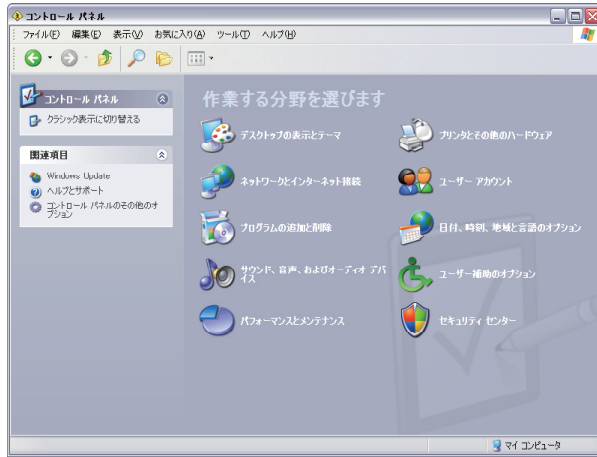 コントロール パネル
ファイル(F) 編集(E) 表示(V) お気に入り(A) ツール(T) ヘルプ(H)
コントロール パネル
クラシック表示に切り替える
関連項目
Windows Update
ヘルプとサポート
コントロール パネルのその他のオ
プション
作業する分野を選びます
デスクトップの表示とテーマ
プリンタとその他のハードウェア
ネットワークとインターネット接続
ユーザー アカウント
プログラムの追加と削除
日付、時刻、地域と言語のオプション
サウンド、音声、およびオーディオ デバ
イス
ユーザー補助のオプション
パフォーマンスとメンテナンス
セキュリティ センター
マイ コンピュータ